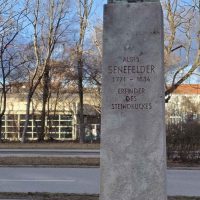 ALOIS
SENEFELDER
1771 – 1834
ERFINDER
DES
STEINDRUCKES